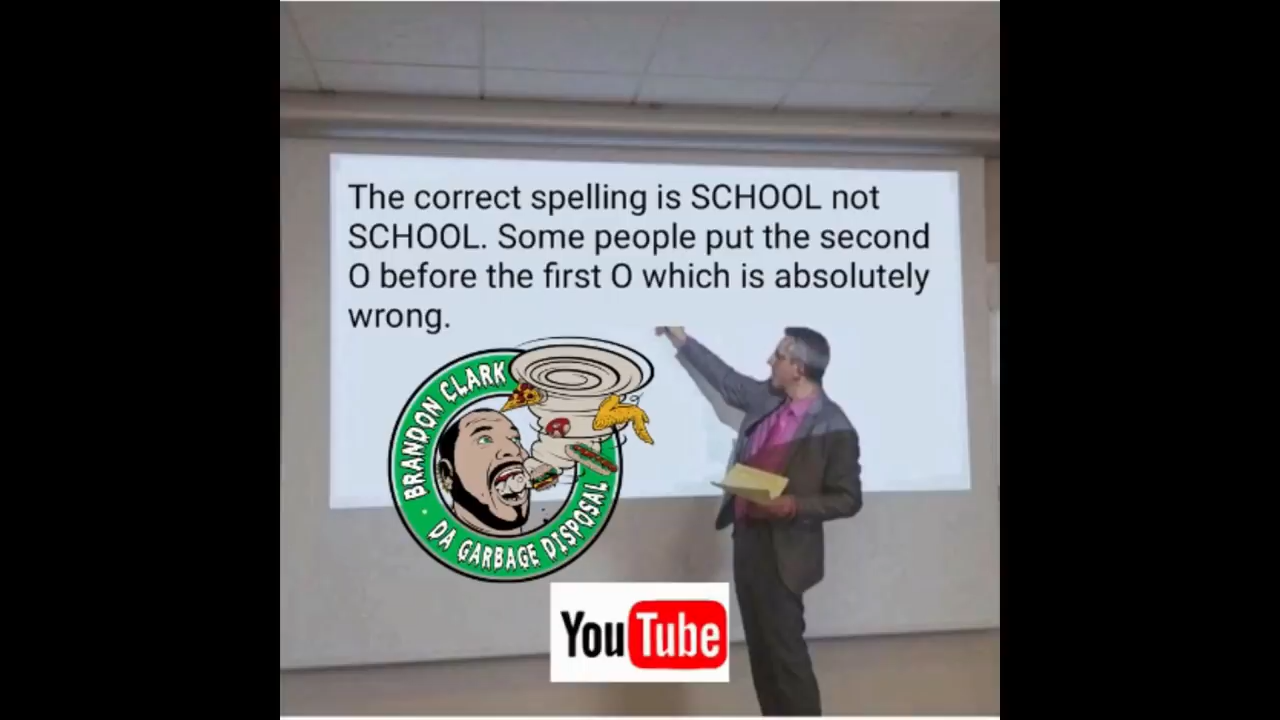 The correct spelling is SCHOOL not
SCHOOL. Some people put the second
O before the first O which is absolutely
wrong.
BRANDON CLARK
DA GARBAGE DISPOSAL
YouTube